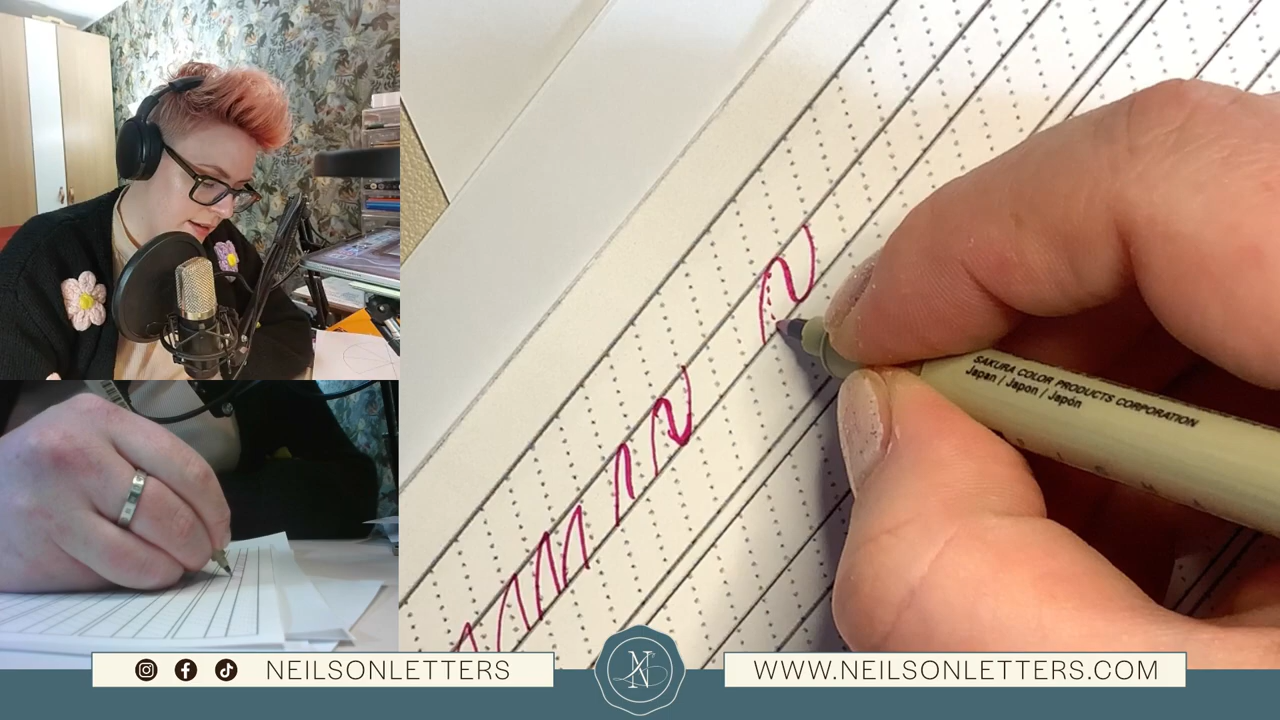 SAKURA COLOR PRODUCTS CORPORATION
Japan / Japon / Japón
NEILSONLETTERS
N
WWW.NEILSONLETTERS.COM